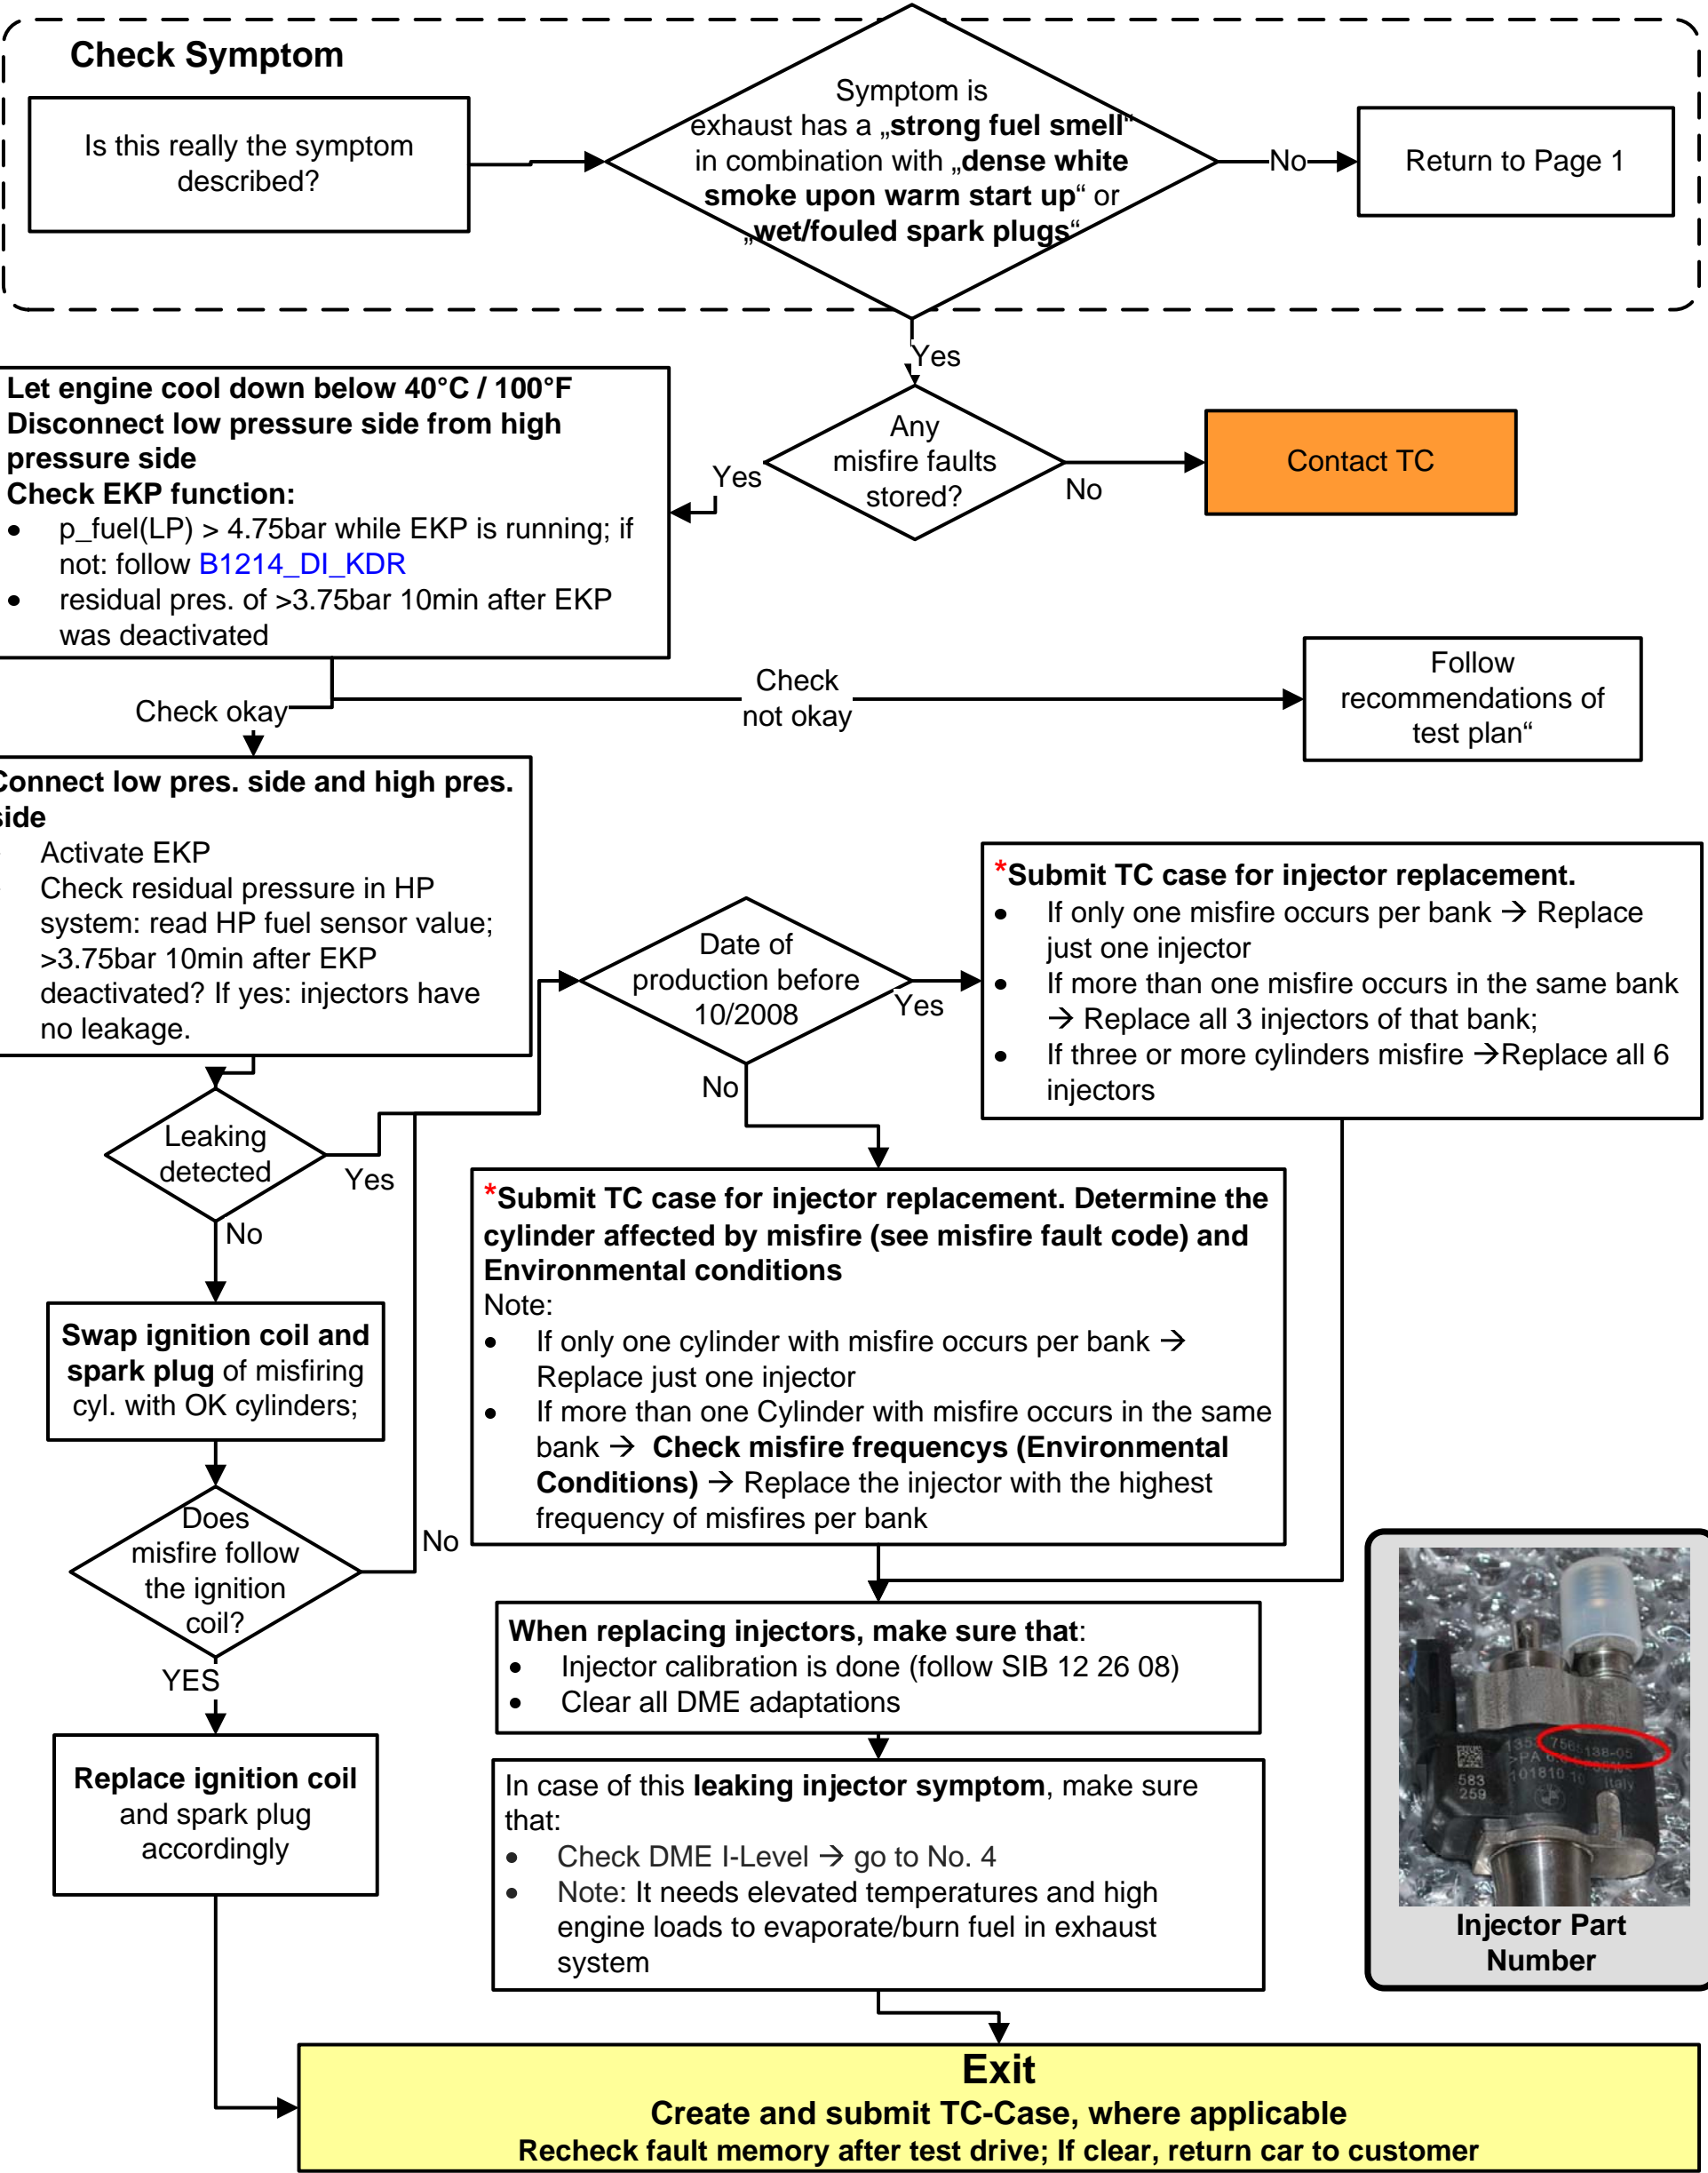 Check Symptom
Is this really the symptom
described?
Symptom is
exhaust has a „strong fuel smell“
in combination with „dense white
smoke upon warm start up“ or
„wet/fouled spark plugs“
No
Return to Page 1
Yes
Any
misfire faults
stored?
No
Contact TC
Yes
Let engine cool down below 40°C / 100°F
Disconnect low pressure side from high
pressure side
Check EKP function:
• p_fuel(LP) > 4.75bar while EKP is running; if
not: follow B1214_DI_KDR
• residual pres. of >3.75bar 10min after EKP
was deactivated
Check
not okay
Follow
recommendations of
test plan“
Check okay
Connect low pres. side and high pres.
side
Activate EKP
Check residual pressure in HP
system: read HP fuel sensor value;
>3.75bar 10min after EKP
deactivated? If yes: injectors have
no leakage.
Leaking
detected
Yes
No
Date of
production before
10/2008
Yes
No
*Submit TC case for injector replacement.
• If only one misfire occurs per bank → Replace
just one injector
• If more than one misfire occurs in the same bank
→ Replace all 3 injectors of that bank;
• If three or more cylinders misfire →Replace all 6
injectors
*Submit TC case for injector replacement. Determine the
cylinder affected by misfire (see misfire fault code) and
Environmental conditions
Note:
• If only one cylinder with misfire occurs per bank →
Replace just one injector
• If more than one Cylinder with misfire occurs in the same
bank → Check misfire frequencys (Environmental
Conditions) → Replace the injector with the highest
frequency of misfires per bank
Swap ignition coil and
spark plug of misfiring
cyl. with OK cylinders;
Does
misfire follow
the ignition
coil?
No
YES
Replace ignition coil
and spark plug
accordingly
When replacing injectors, make sure that:
• Injector calibration is done (follow SIB 12 26 08)
• Clear all DME adaptations
In case of this leaking injector symptom, make sure
that:
• Check DME I-Level → go to No. 4
• Note: It needs elevated temperatures and high
engine loads to evaporate/burn fuel in exhaust
system
138-05
>PA
101810
Italy
583
259
Injector Part
Number
Exit
Create and submit TC-Case, where applicable
Recheck fault memory after test drive; If clear, return car to customer